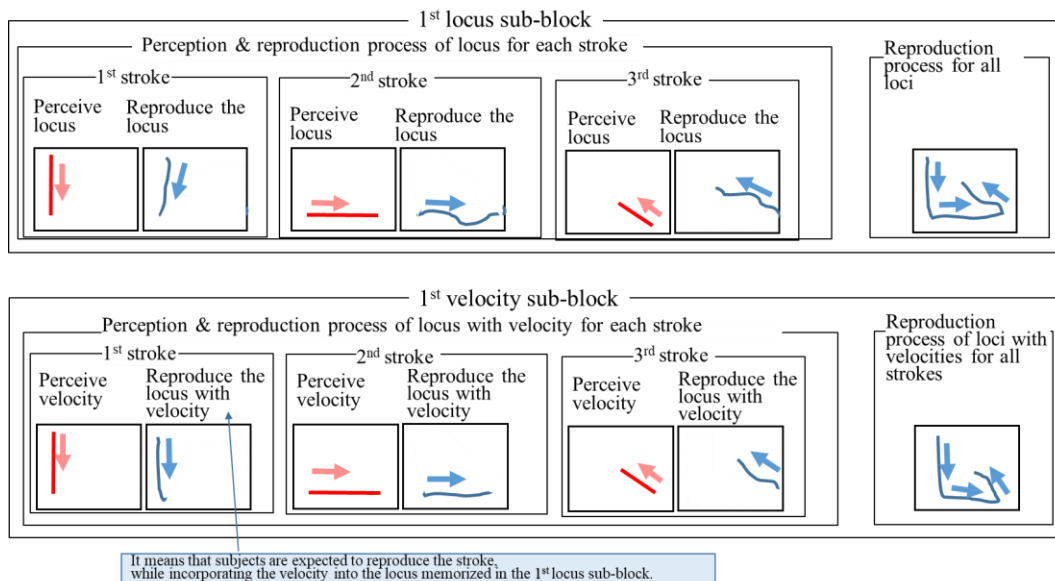 1st locus sub-block
Perception & reproduction process of locus for each stroke
1st stroke
Perceive
locus
Reproduce the
locus
2nd stroke
Perceive
locus
Reproduce the
locus
3rd stroke
Perceive
locus
Reproduce the
locus
Reproduction
process for all
loci
1st velocity sub-block
Perception & reproduction process of locus with velocity for each stroke
1st stroke
Perceive
velocity
Reproduce the
locus with
velocity
2nd stroke
Perceive
velocity
Reproduce the
locus with
velocity
3rd stroke
Perceive
velocity
Reproduce the
locus with
velocity
Reproduction
process of loci with
velocities for all
strokes
It means that subjects are expected to reproduce the stroke,
while incorporating the velocity into the locus memorized in the 1st locus sub-block.